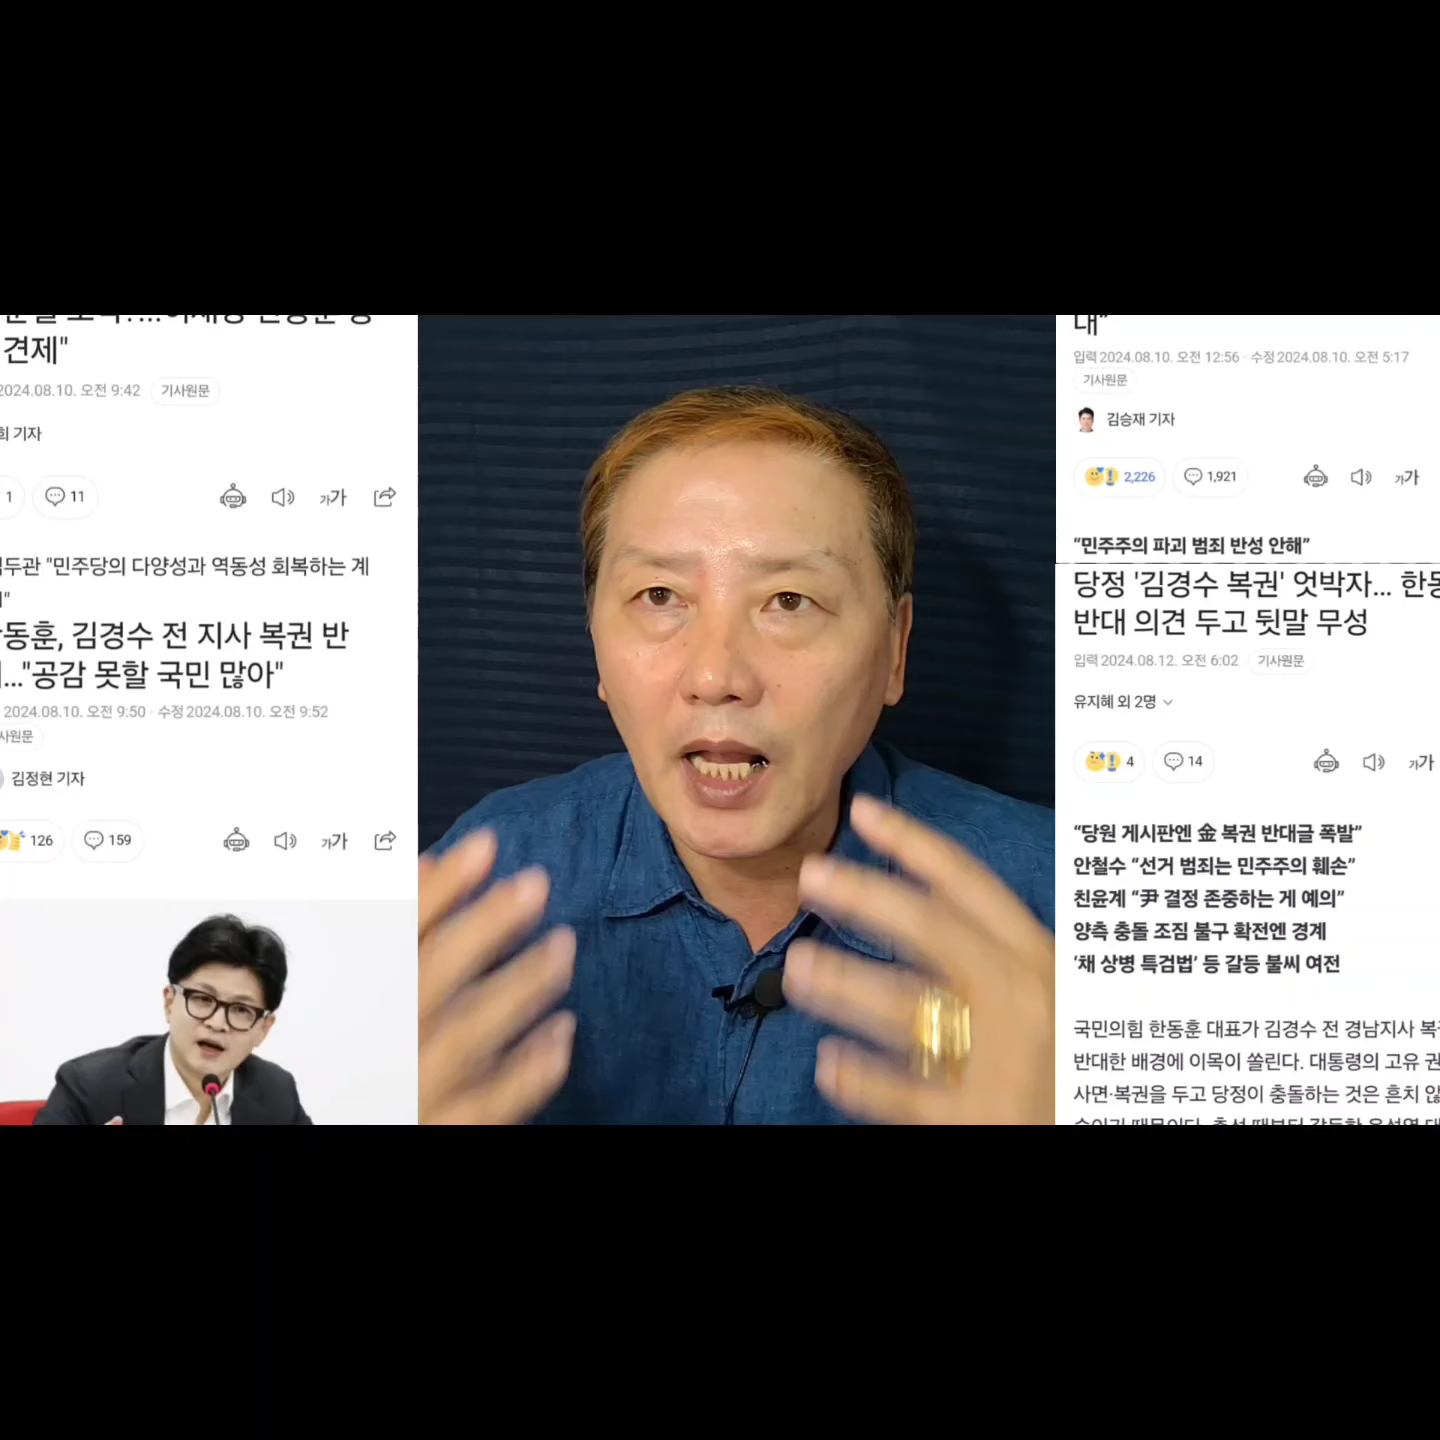 견제"
2024.08.10. 오전 9:42 기사원문
기자
1 11
가가
"민주당의 다양성과 역동성 회복하는 계
김경수 전 지사 복권 반
..."공감 못할 국민 많아"
2024.08.10. 오전 9:50 · 수정 2024.08.10. 오전 9:52
김정현 기자
126 159
가가
대"
입력 2024.08.10. 오전 12:56 · 수정 2024.08.10. 오전 5:17
기사원문
김승재 기자
2,226 1,921
가가
“민주주의 파괴 범죄 반성 안해”
당정 '김경수 복권' 엇박자...
반대 의견 두고 뒷말 무성
입력 2024.08.12. 오전 6:02 기사원문
유지혜 외 2명
4 14
가가
“당원 게시판엔 金 복권 반대글 폭발”
안철수 “선거 범죄는 민주주의 훼손”
친윤계 “尹 결정 존중하는 게 예의”
양측 충돌 조짐 불구 확전엔 경계
‘채 상병 특검법’ 등 갈등 불씨 여전
국민의힘 한동훈 대표가 김경수 전 경남지사
반대한 배경에 이목이 쏠린다. 대통령의 고유
사면·복권을 두고 당정이 충돌하는 것은 흔치